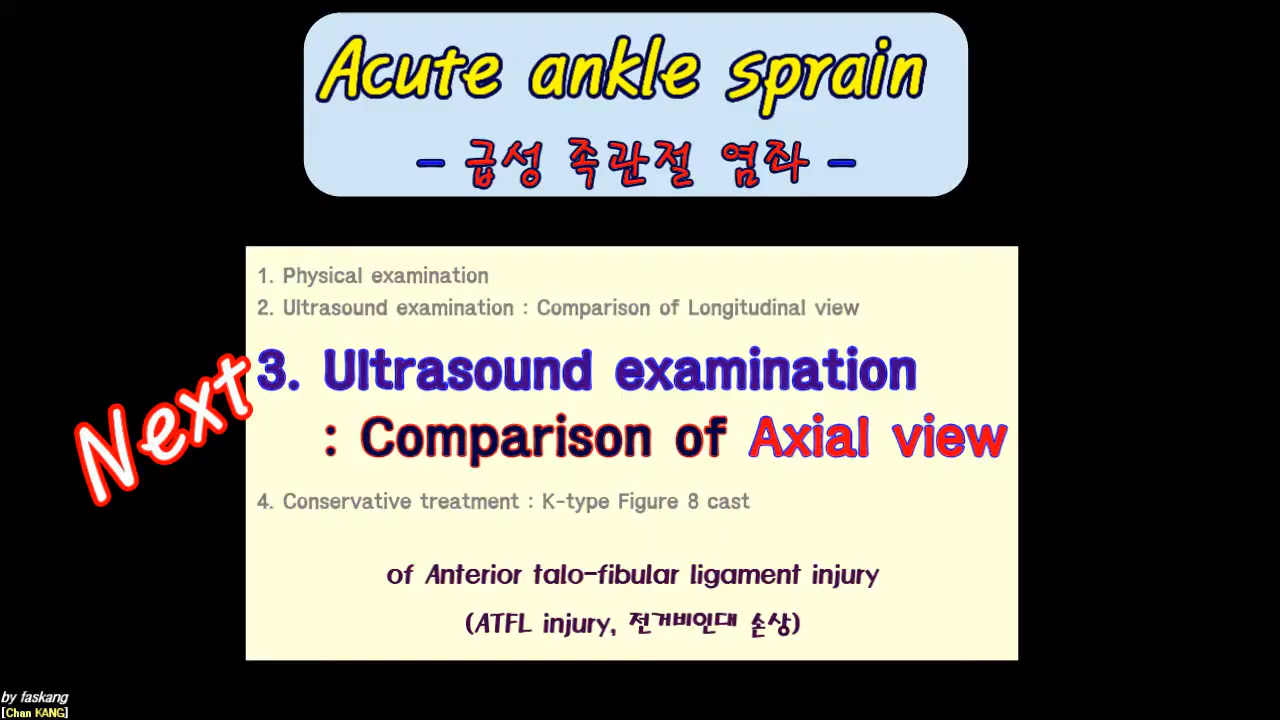 Acute ankle sprain
- 급성 족관절 염좌 -
1. Physical examination
2. Ultrasound examination : Comparison of Longitudinal view
Next
3. Ultrasound examination
: Comparison of Axial view
4. Conservative treatment : K-type Figure 8 cast
of Anterior talo-fibular ligament injury
(ATFL injury, 전거비인대 손상)
by faskang
[Chan KANG]